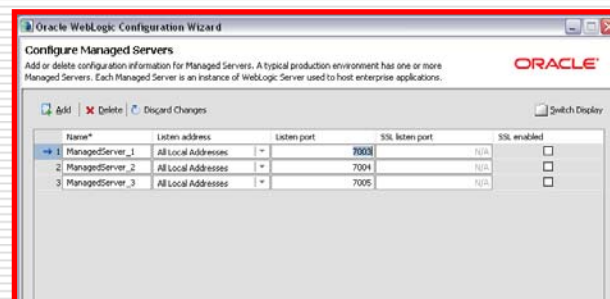 Oracle WebLogic Configuration Wizard
Configure Managed Servers
Add or delete configuration information for Managed Servers. A typical production environment has one or more
Managed Servers. Each Managed Server is an instance of WebLogic Server used to host enterprise applications.
ORACLE
Add Delete Discard Changes Switch Display
Name* Listen address Listen port SSL listen port SSL enabled
1 ManagedServer_1 All Local Addresses 7003 N/A
2 ManagedServer_2 All Local Addresses 7004 N/A
3 ManagedServer_3 All Local Addresses 7005 N/A